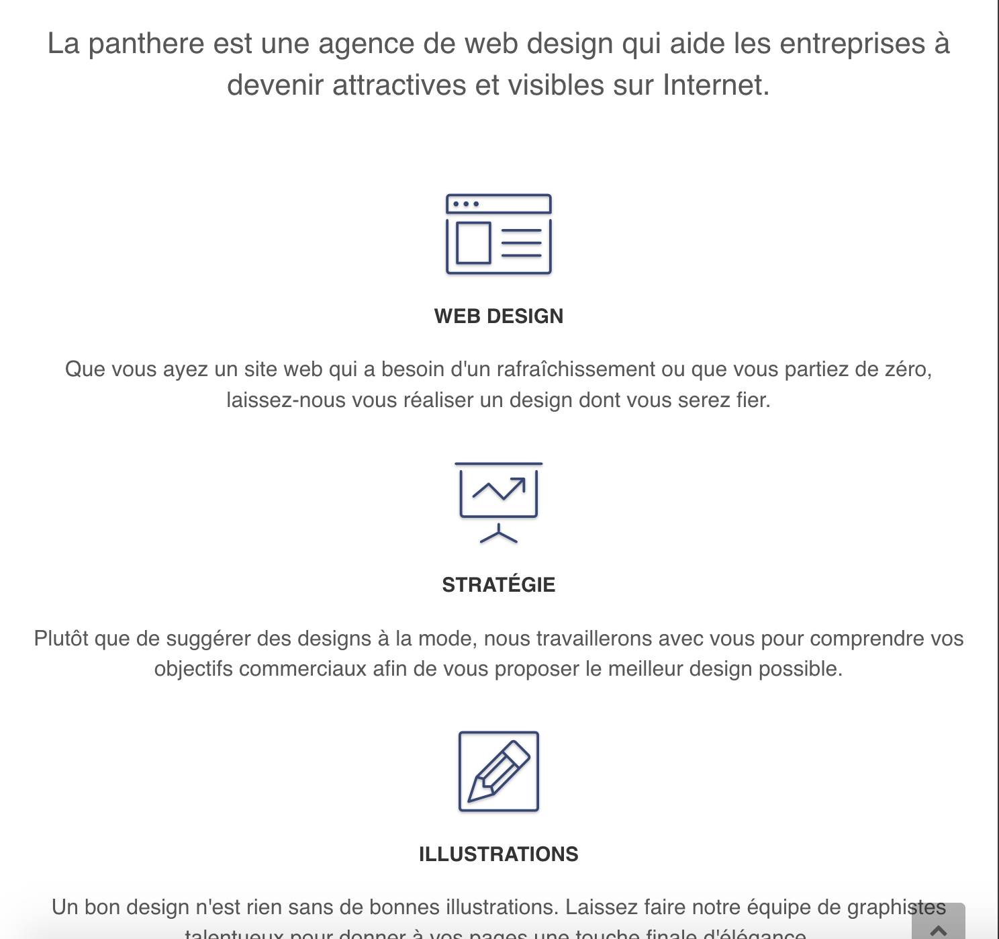 La panthere est une agence de web design qui aide les entreprises à
devenir attractives et visibles sur Internet.
WEB DESIGN
Que vous ayez un site web qui a besoin d'un rafraîchissement ou que vous partiez de zéro,
laissez-nous vous réaliser un design dont vous serez fier.
STRATÉGIE
Plutôt que de suggérer des designs à la mode, nous travaillerons avec vous pour comprendre vos
objectifs commerciaux afin de vous proposer le meilleur design possible.
ILLUSTRATIONS
Un bon design n'est rien sans de bonnes illustrations. Laissez faire notre équipe de graphistes
talentueux pour donner à vos pages une touche finale d'élégance.